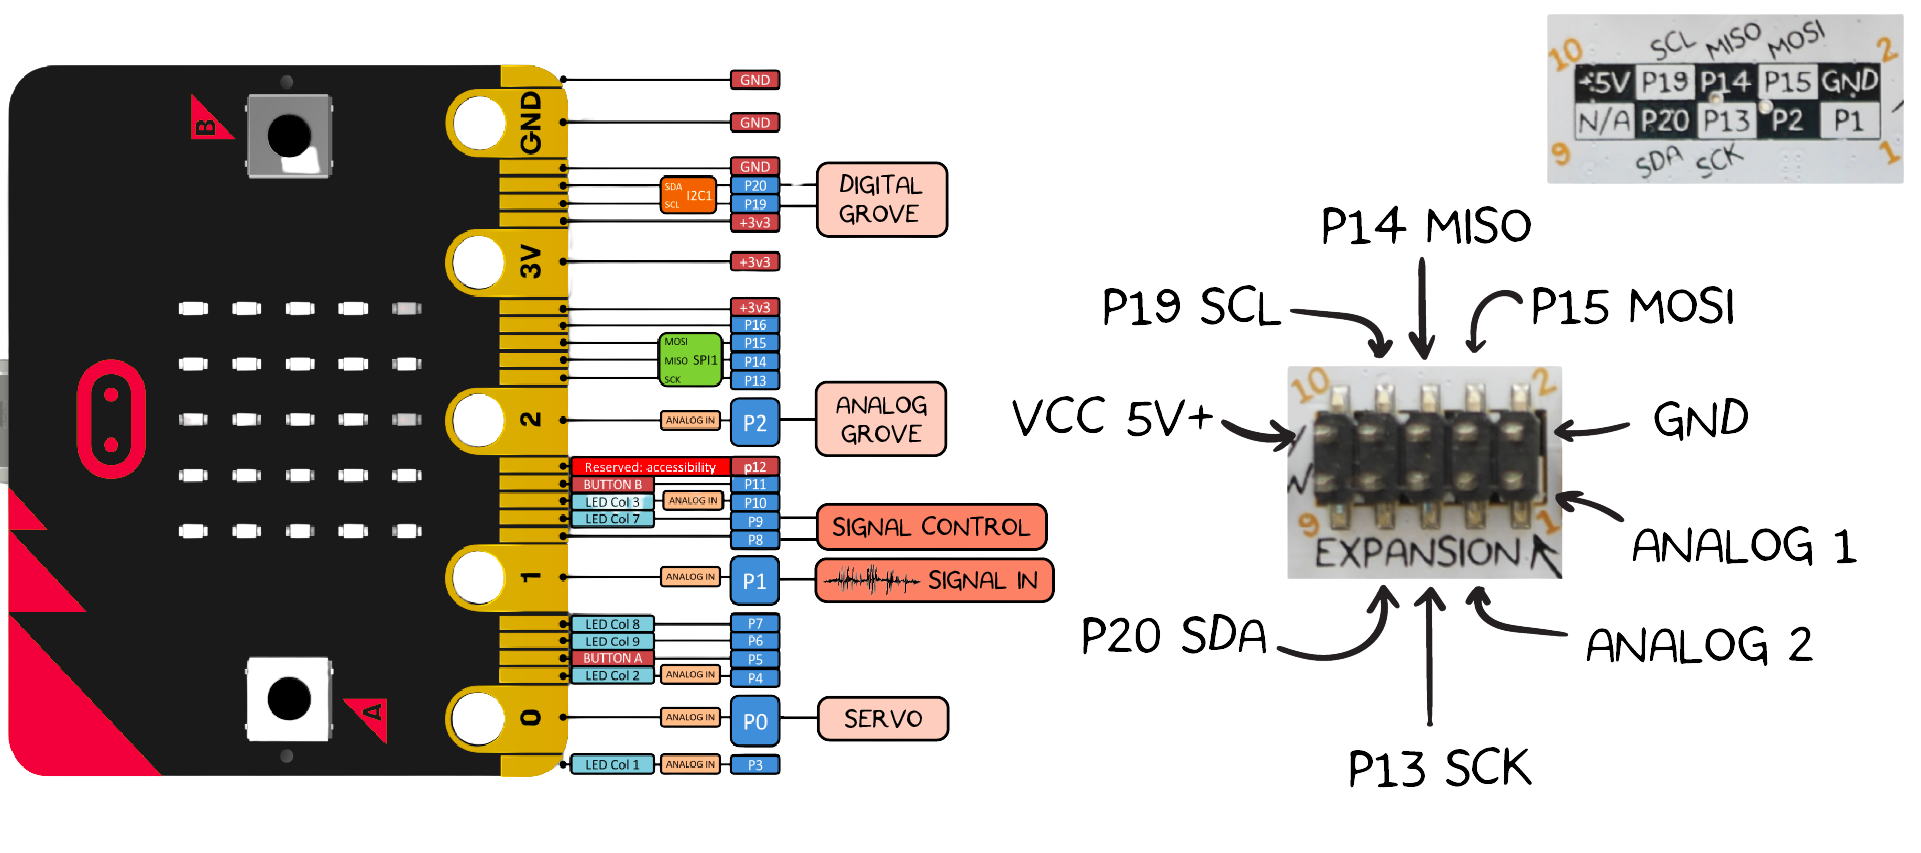 B
GND
3V
2
1
0
A
GND
GND
GND
SDA
SCL
I2C1
P20
P19
+3v3
DIGITAL
GROVE
+3v3
+3v3
P16
MOSI
MISO SPI1
SCK
P15
P14
P13
ANALOG IN
P2
ANALOG
GROVE
Reserved: accessibility
p12
BUTTON B
P11
LED Col 3
ANALOG IN
P10
LED Col 7
P9
P8
SIGNAL CONTROL
ANALOG IN
P1
SIGNAL IN
LED Col 8
P7
LED Col 9
P6
BUTTON A
P5
LED Col 2
ANALOG IN
P4
ANALOG IN
P0
SERVO
LED Col 1
ANALOG IN
P3
SCL MISO MOSI
10 2
+5V P19 P14 P15 GND
N/A P20 P13 P2 P1
9 1
SDA SCK
P14 MISO
P19 SCL
P15 MOSI
VCC 5V+
GND
10 2
9 1
EXPANSION
ANALOG 1
P20 SDA
ANALOG 2
P13 SCK